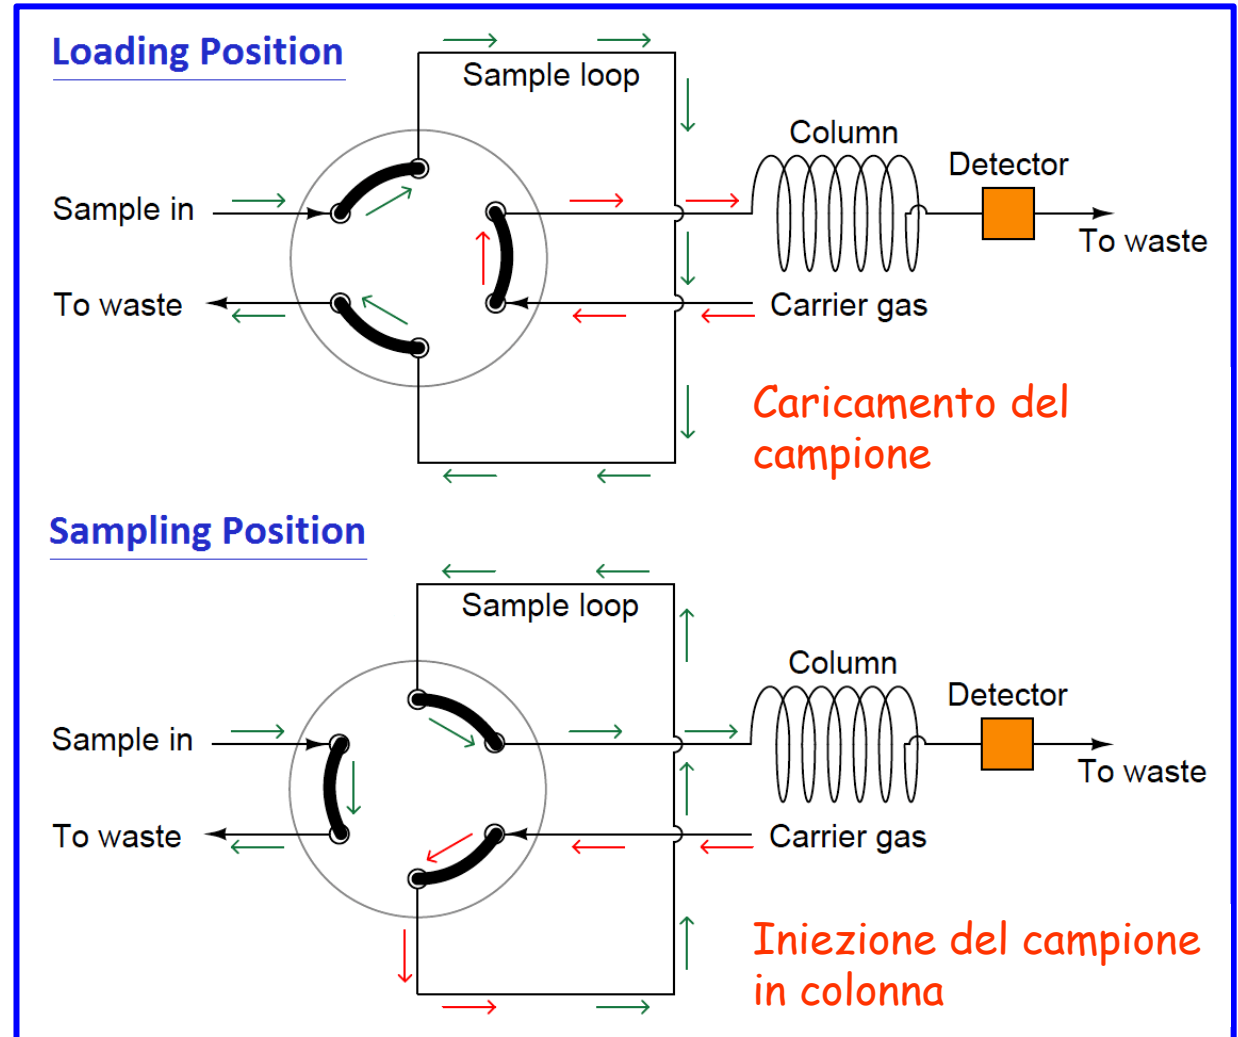 Loading Position
Sample loop
Column
Detector
Sample in
To waste
To waste
Carrier gas
Caricamento del
campione
Sampling Position
Sample loop
Column
Detector
Sample in
To waste
To waste
Carrier gas
Iniezione del campione
in colonna